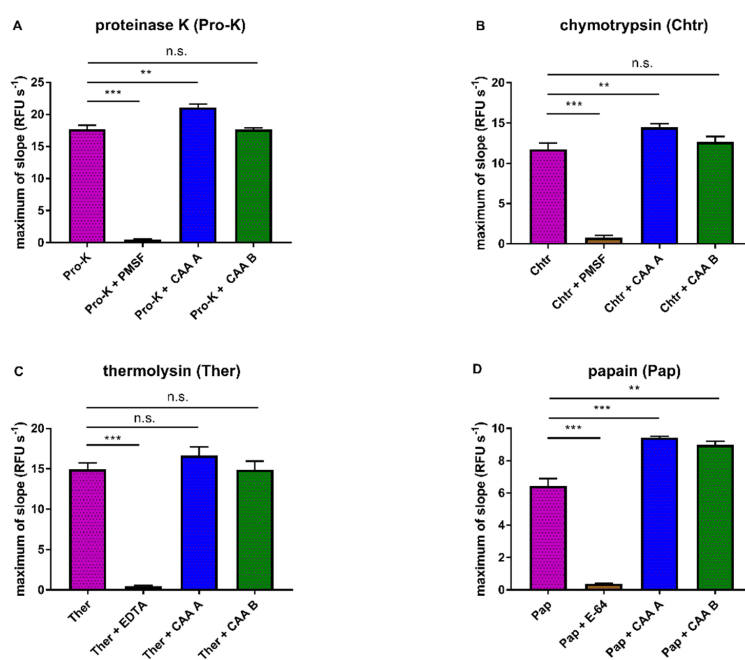 A
proteinase K (Pro-K)
n.s.
**
***
maximum of slope (RFU s⁻¹)
25
20
15
10
5
0
Pro-K
Pro-K + PMSF
Pro-K + CAA A
Pro-K + CAA B
B
chymotrypsin (Chtr)
n.s.
**
***
maximum of slope (RFU s⁻¹)
20
15
10
5
0
Chtr
Chtr + PMSF
Chtr + CAA A
Chtr + CAA B
C
thermolysin (Ther)
n.s.
n.s.
***
maximum of slope (RFU s⁻¹)
20
15
10
5
0
Ther
Ther + EDTA
Ther + CAA A
Ther + CAA B
D
papain (Pap)
**
***
***
maximum of slope (RFU s⁻¹)
10
8
6
4
2
0
Pap
Pap + E-64
Pap + CAA A
Pap + CAA B